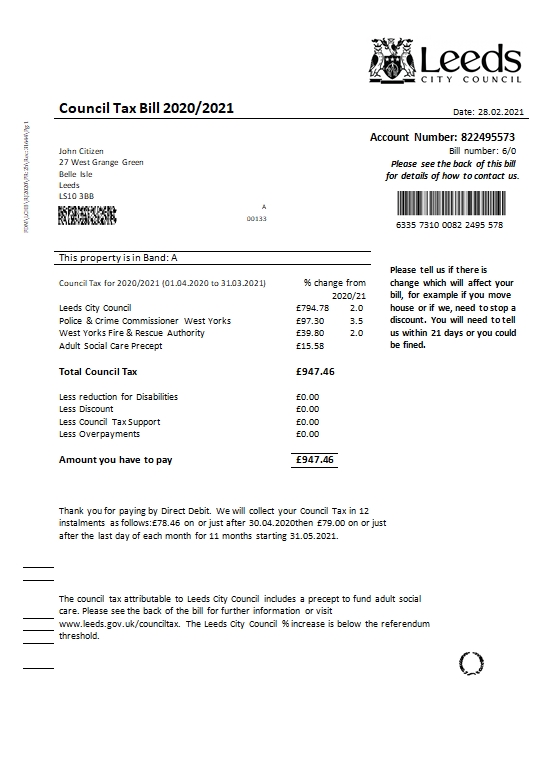 Leeds
CITY COUNCIL
Council Tax Bill 2020/2021
Date: 28.02.2021
Account Number: 822495573
Bill number: 6/0
Please see the back of this bill
for details of how to contact us.
John Citizen
27 West Grange Green
Belle Isle
Leeds
LS10 3BB
A
00133
6335 7310 0082 2495 578
This property is in Band: A
Council Tax for 2020/2021 (01.04.2020 to 31.03.2021) % change from
2020/21
Leeds City Council £794.78 2.0
Police & Crime Commissioner West Yorks £97.30 3.5
West Yorks Fire & Rescue Authority £39.80 2.0
Adult Social Care Precept £15.58
Total Council Tax £947.46
Less reduction for Disabilities £0.00
Less Discount £0.00
Less Council Tax Support £0.00
Less Overpayments £0.00
Amount you have to pay £947.46
Please tell us if there is
change which will affect your
bill, for example if you move
house or if we, need to stop a
discount. You will need to tell
us within 21 days or you could
be fined.
Thank you for paying by Direct Debit. We will collect your Council Tax in 12
instalments as follows:£78.46 on or just after 30.04.2020then £79.00 on or just
after the last day of each month for 11 months starting 31.05.2021.
The council tax attributable to Leeds City Council includes a precept to fund adult social
care. Please see the back of the bill for further information or visit
www.leeds.gov.uk/counciltax. The Leeds City Council % increase is below the referendum
threshold.